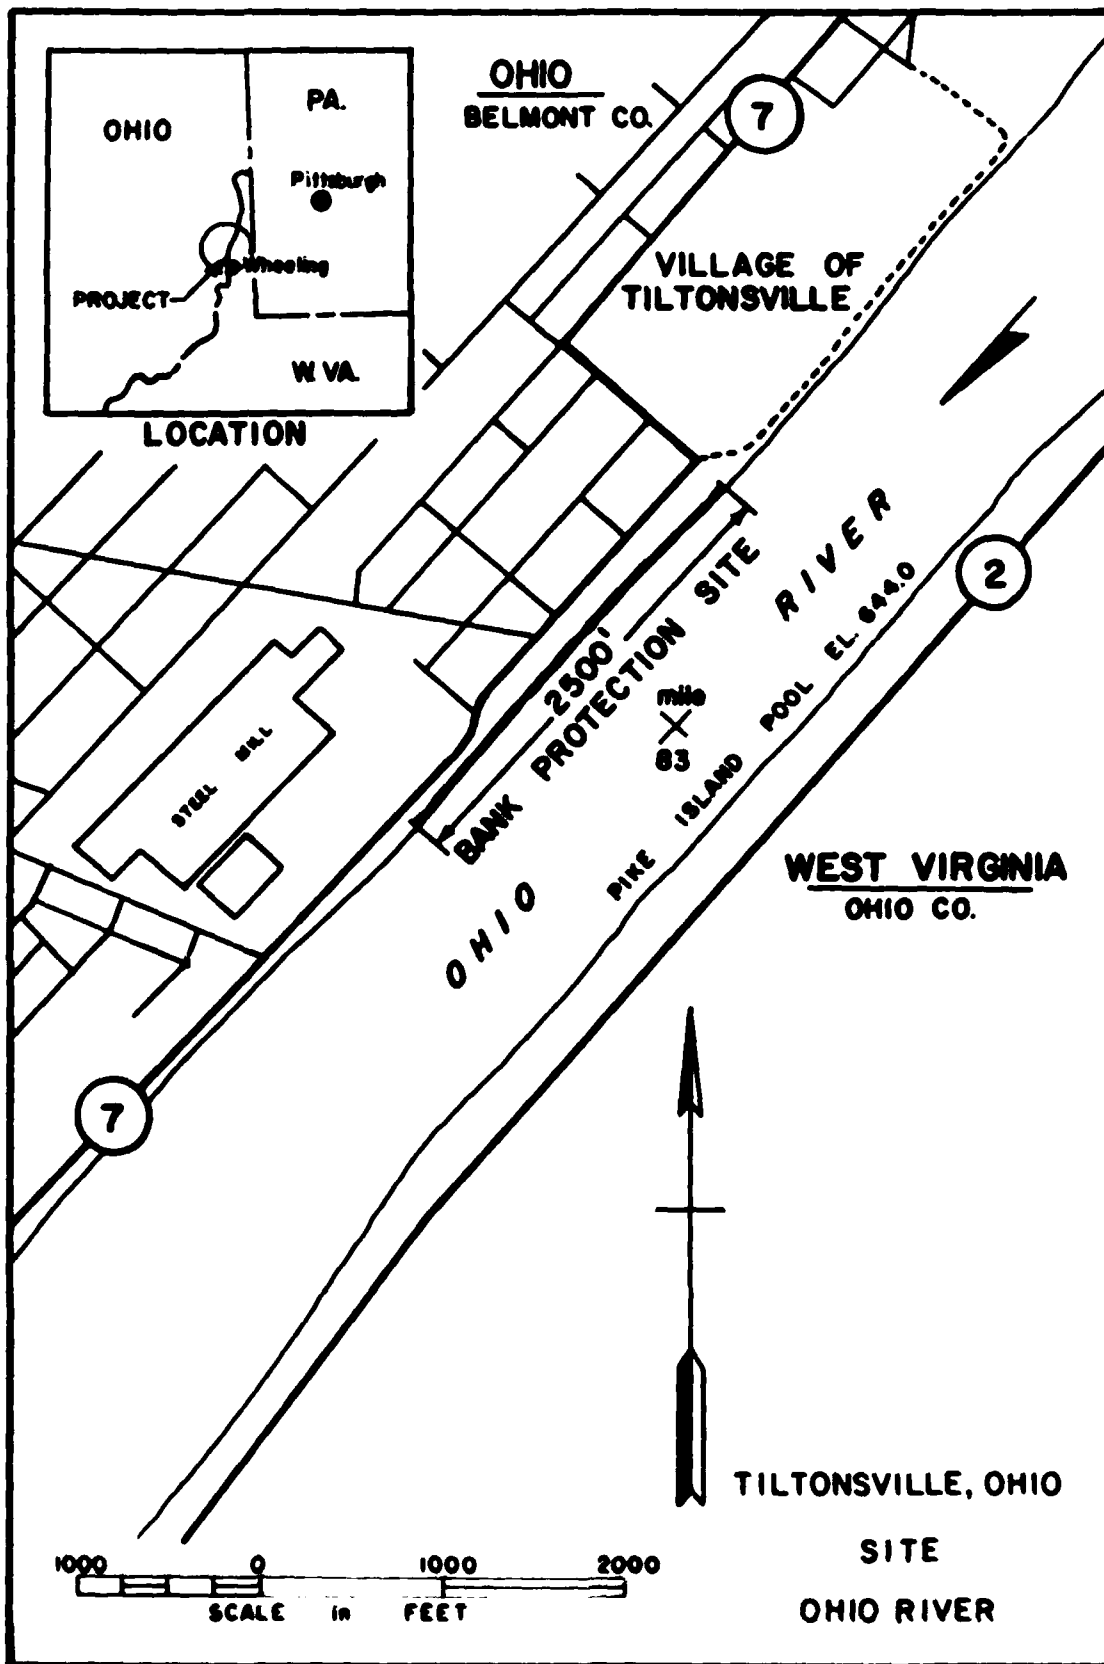 OHIO
PA.
Pittsburgh
Wheeling
PROJECT
W. VA.
LOCATION
OHIO
BELMONT CO.
7
VILLAGE OF
TILTONSVILLE
2
2500'
BANK PROTECTION SITE
mile
83
OHIO RIVER
PIKE ISLAND POOL EL. 644.0
STEEL MILL
WEST VIRGINIA
OHIO CO.
7
TILTONSVILLE, OHIO
SITE
OHIO RIVER
1000 0 1000 2000
SCALE in FEET